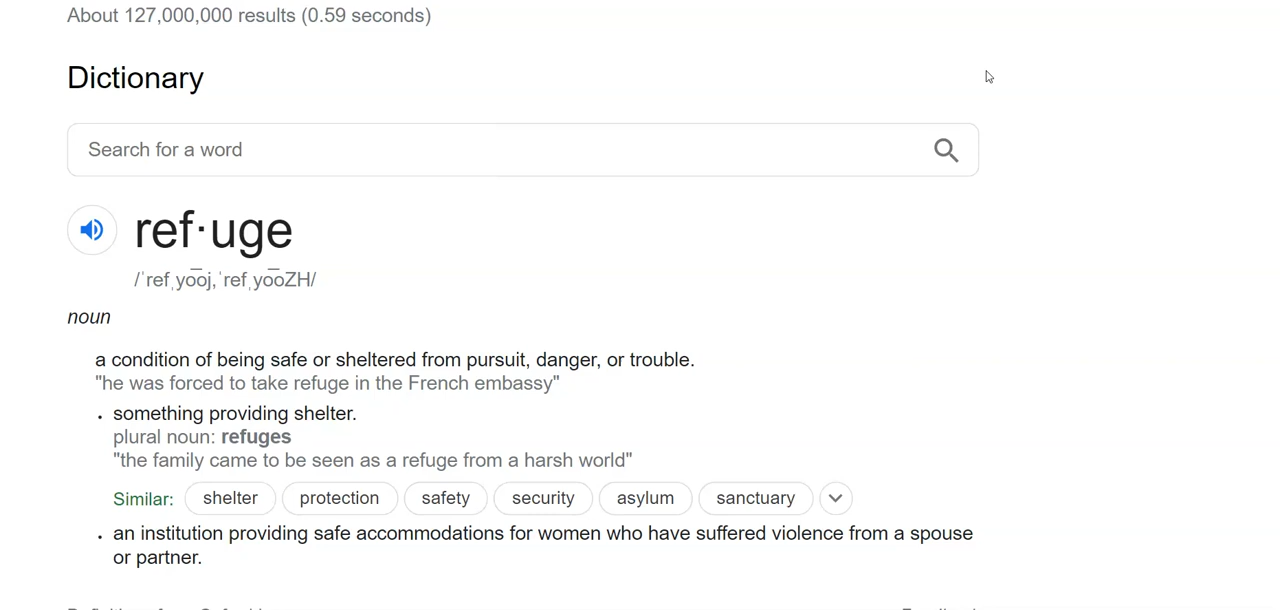 About 127,000,000 results (0.59 seconds)
Dictionary
Search for a word
ref·uge
/ˈrefˌyo͞oj,ˈrefˌyo͞oZH/
noun
a condition of being safe or sheltered from pursuit, danger, or trouble.
"he was forced to take refuge in the French embassy"
• something providing shelter.
plural noun: refuges
"the family came to be seen as a refuge from a harsh world"
Similar: shelter protection safety security asylum sanctuary
• an institution providing safe accommodations for women who have suffered violence from a spouse
or partner.